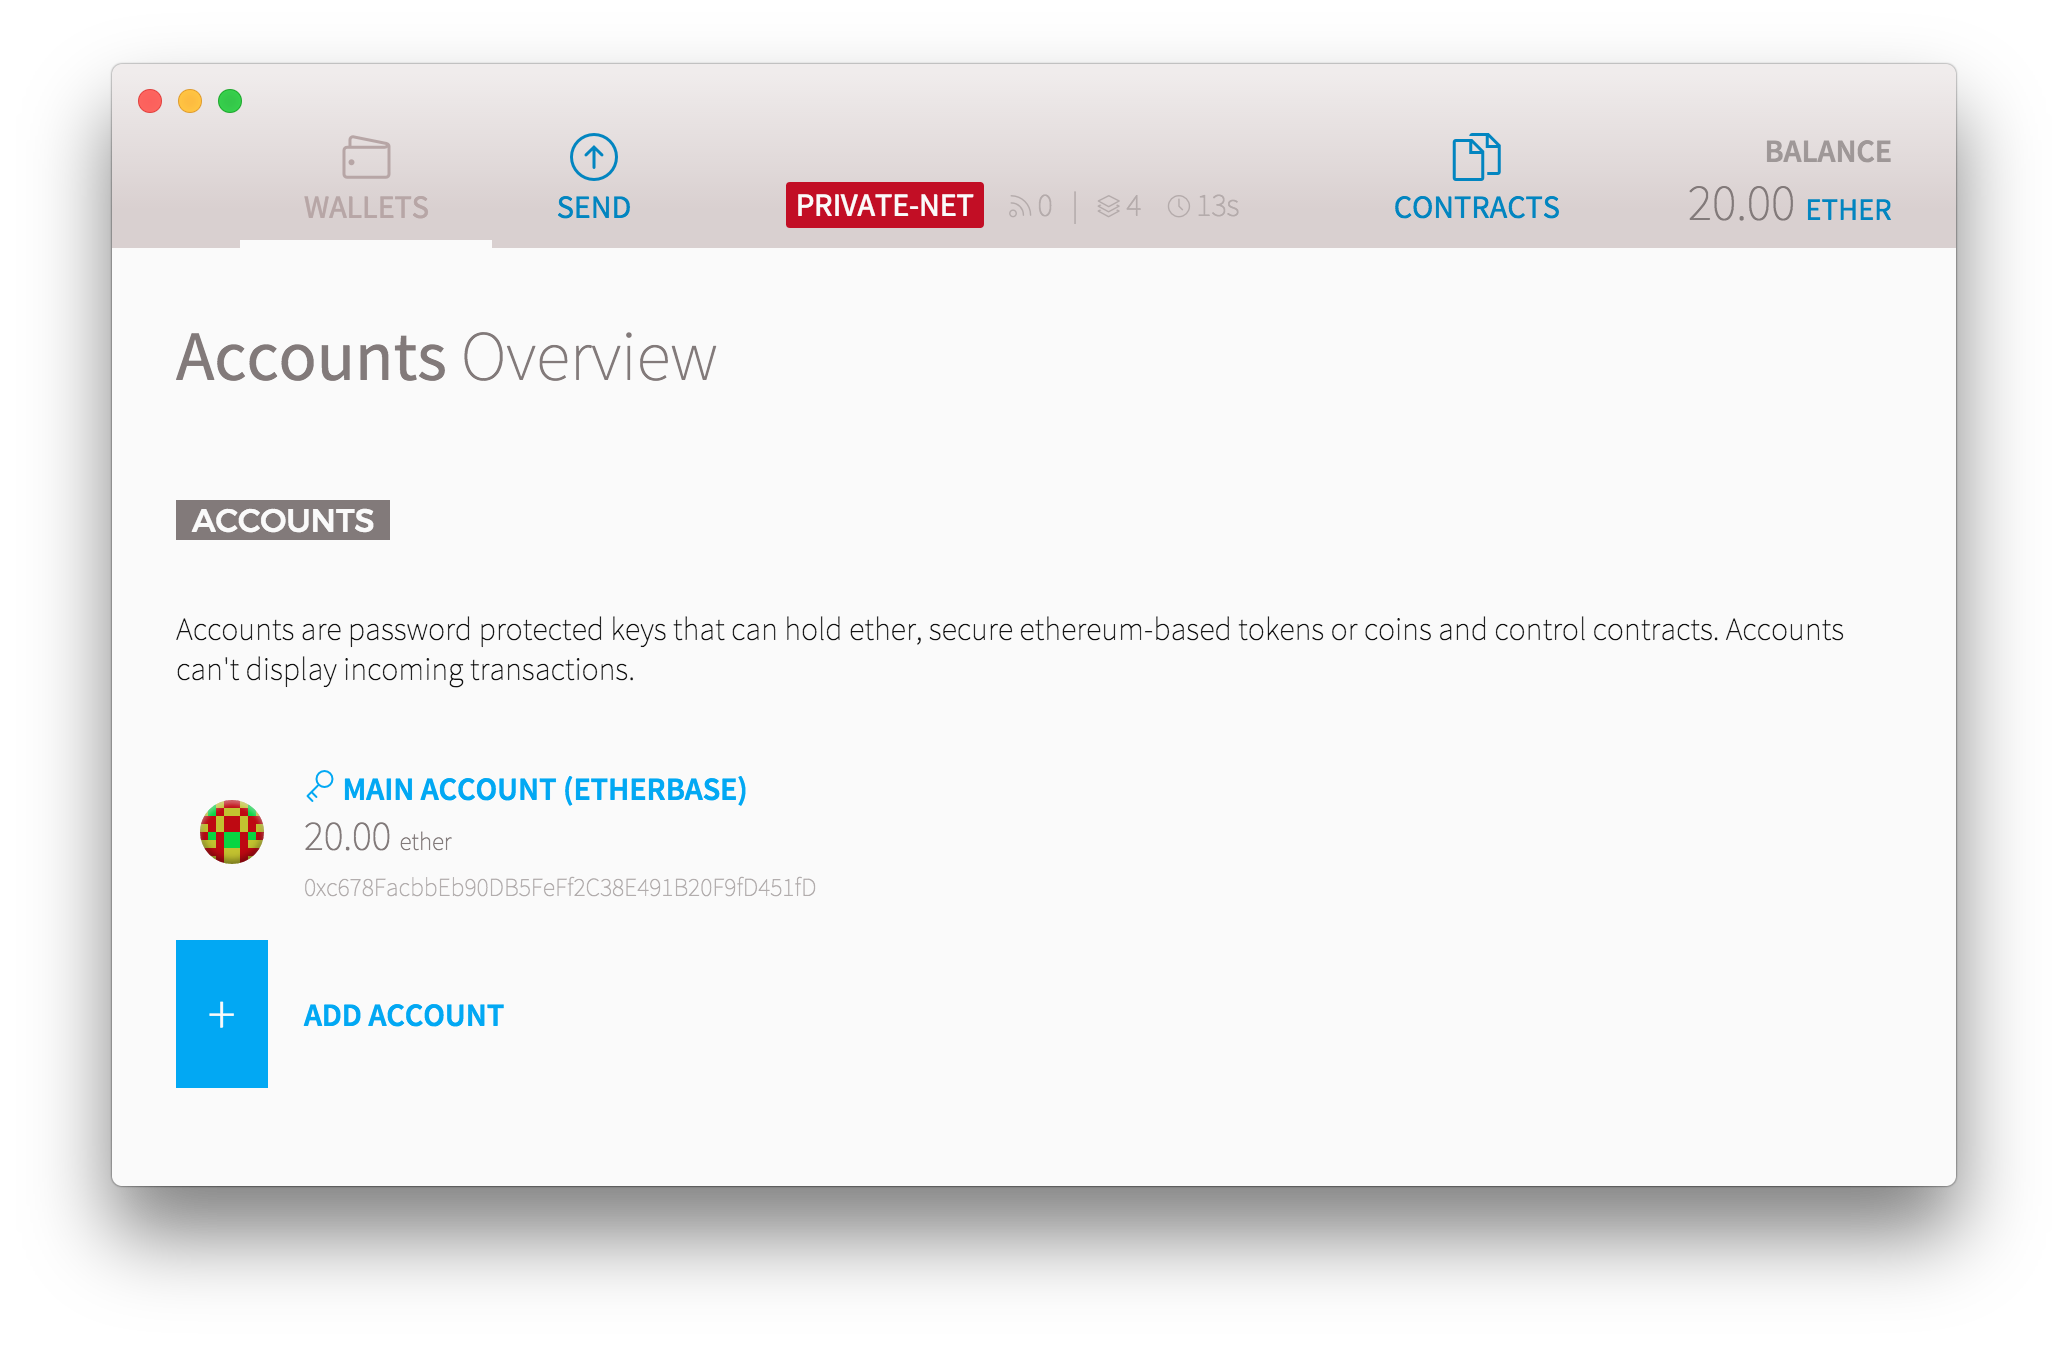 WALLETS
SEND
PRIVATE-NET 0 | 4 13s
CONTRACTS
BALANCE
20.00 ETHER
Accounts Overview
ACCOUNTS
Accounts are password protected keys that can hold ether, secure ethereum-based tokens or coins and control contracts. Accounts
can't display incoming transactions.
MAIN ACCOUNT (ETHERBASE)
20.00 ether
0xc678FacbbEb90DB5FeFf2C38E491B20F9fD451fD
+
ADD ACCOUNT